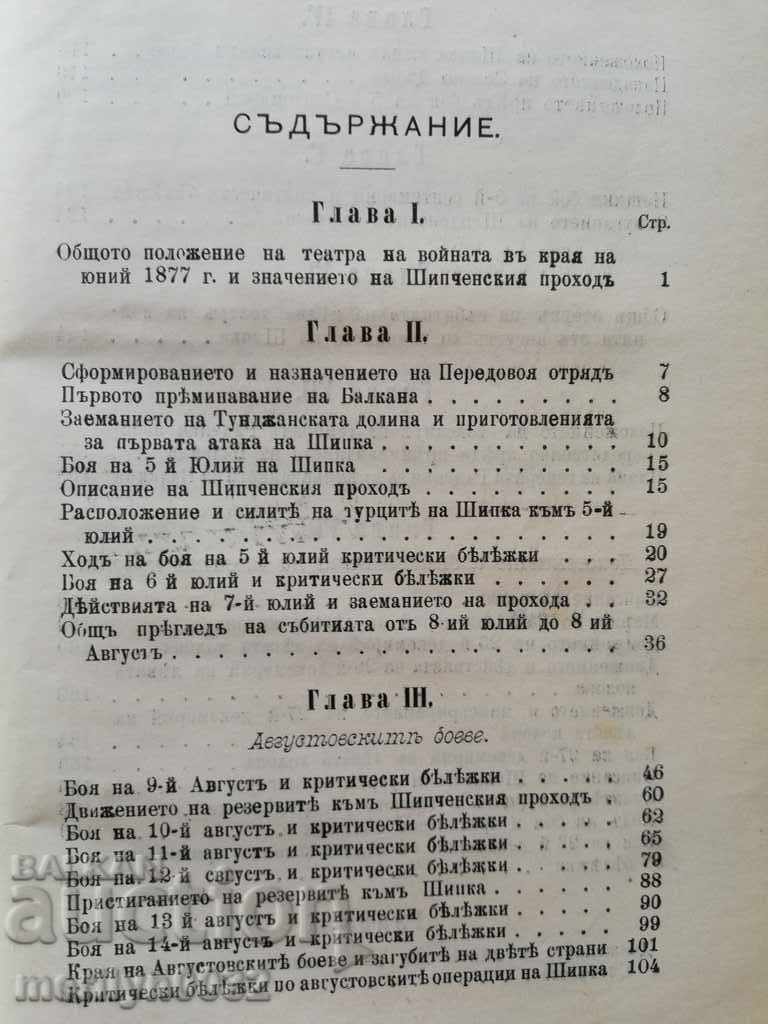 СЪДЪРЖАНИЕ.
Глава I.
Стр.
Общото положение на театра на войната въ края на
юний 1877 г. и значението на Шипченския проходъ 1
Глава II.
Сформированието и назначението на Передовоя отрядъ 7
Първото прѣминавание на Балкана . . . . . . . . . 8
Заеманието на Тунджанската долина и приготовленията
за първата атака на Шипка . . . . . . . . . . . 10
Боя на 5 й Юлий на Шипка . . . . . . . . . . . 15
Описание на Шипченския проходъ . . . . . . . . . 15
Расположение и силитѣ на турцитѣ на Шипка къмъ 5-й
юлий . . . . . . . . . . . . . . . . . . . . 19
Ходъ на боя на 5 й юлий критически бѣлѣжки . . . 20
Боя на 6 й юлий и критически бѣлѣжки . . . . . . 27
Дѣйствията на 7-й юлий и заеманието на прохода . . 32
Общъ прѣгледъ на събитията отъ 8-ий юлий до 8 ий
Августъ . . . . . . . . . . . . . . . . . . . 36
Глава III.
Августовскитѣ боеве.
Боя на 9-й Августъ и критически бѣлѣжки . . . . . 46
Движението на резервитѣ къмъ Шипченския проходъ . 60
Боя на 10-й августъ и критически бѣлѣжки . . . . . 62
Боя на 11-й августъ и критически бѣлѣжки . . . . . 65
Боя на 12 й августъ и критически бѣлѣжки . . . . . 79
Пристиганието на резервитѣ къмъ Шипка . . . . . . 88
Боя на 13 й августъ и критически бѣлѣжки . . . . . 90
Боя на 14-й августъ и критически бѣлѣжки . . . . . 99
Края на Августовскитѣ боеве и загубитѣ на двѣтѣ страни 101
Критически бѣлѣжки по августовскитѣ операции на Шипка 104